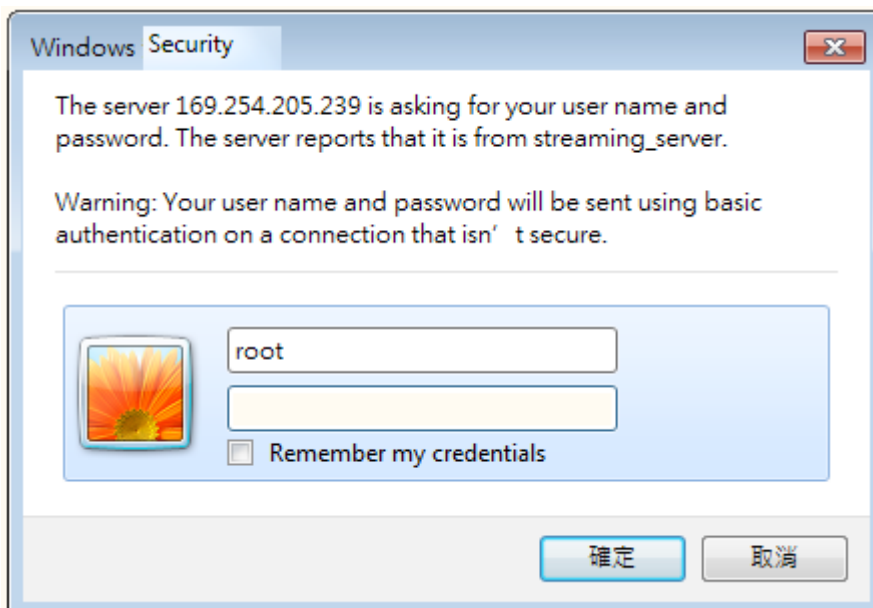 Windows Security
The server 169.254.205.239 is asking for your user name and
password. The server reports that it is from streaming_server.
Warning: Your user name and password will be sent using basic
authentication on a connection that isn’ t secure.
root
Remember my credentials
確定
取消